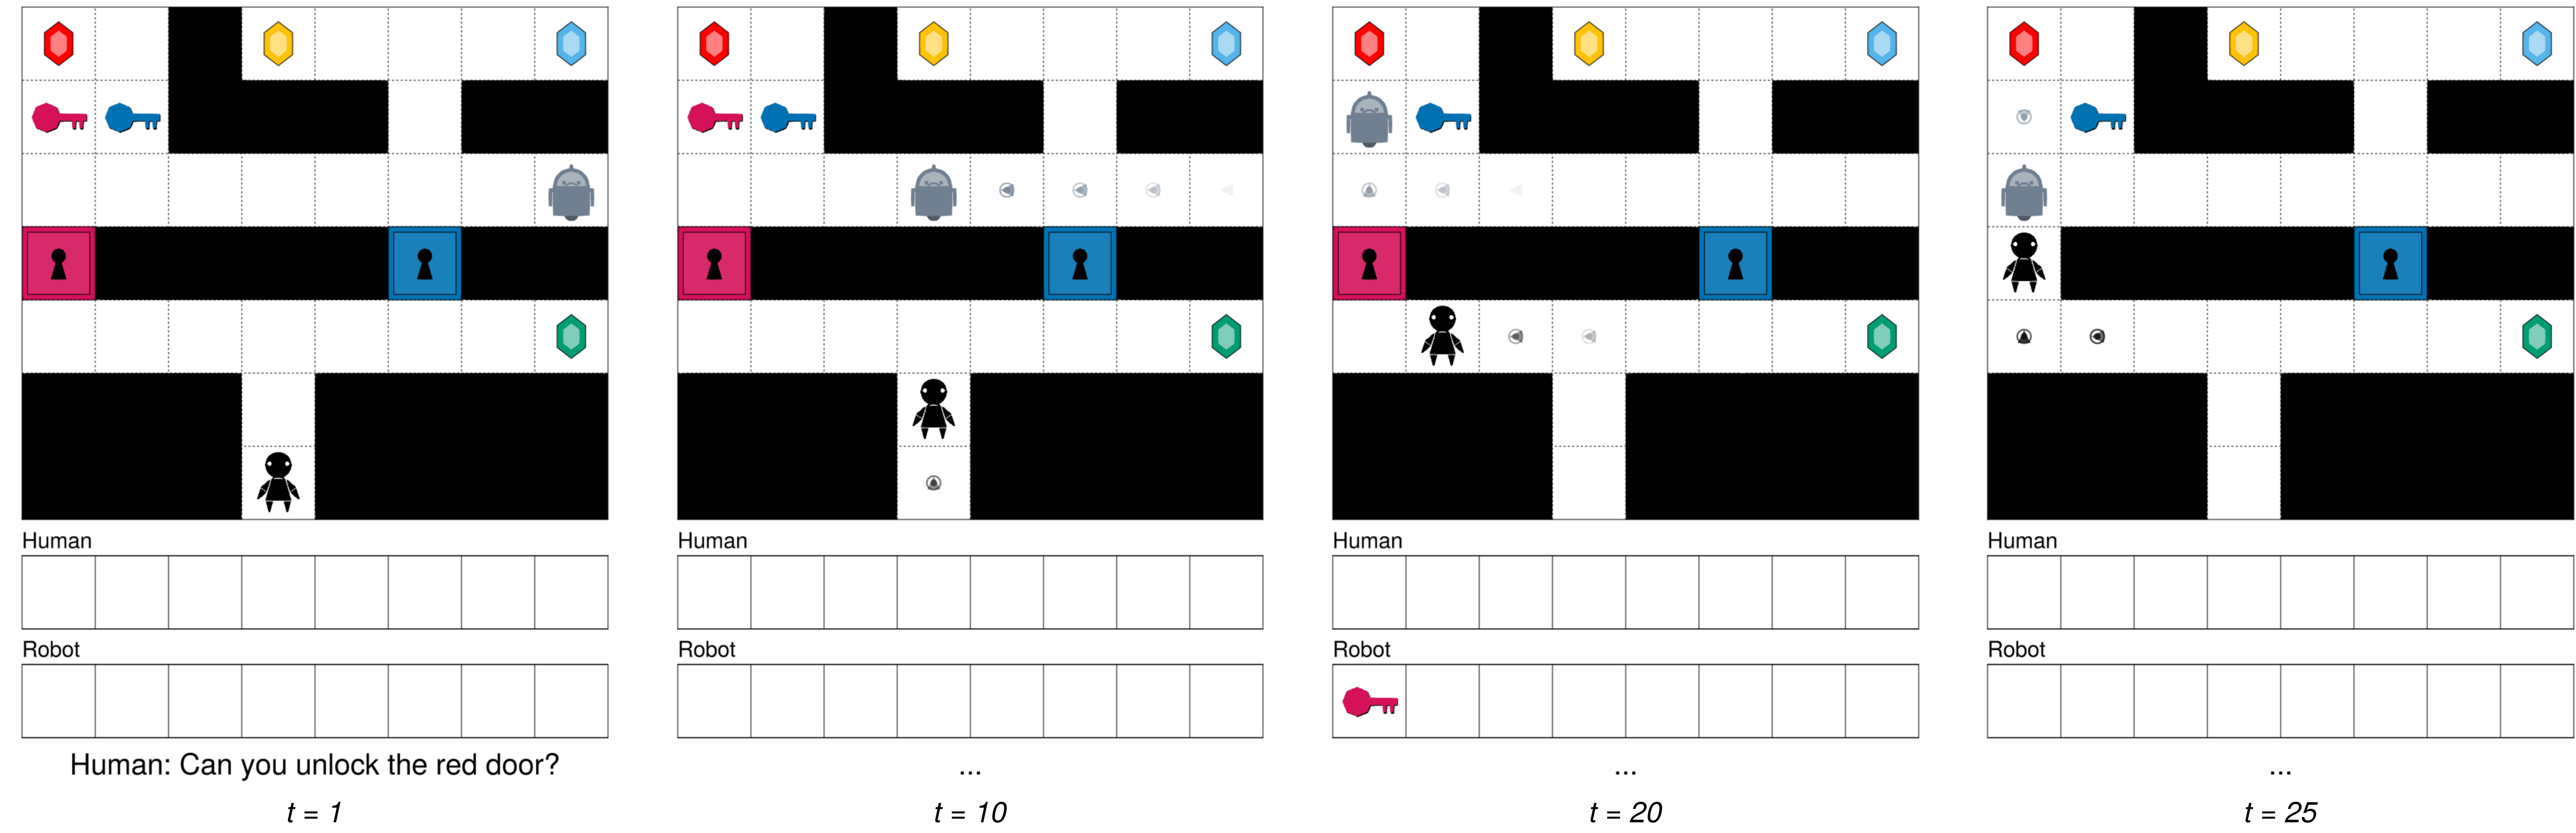 Human
Robot
Human: Can you unlock the red door?
t = 1
Human
Robot
...
t = 10
Human
Robot
...
t = 20
Human
Robot
...
t = 25